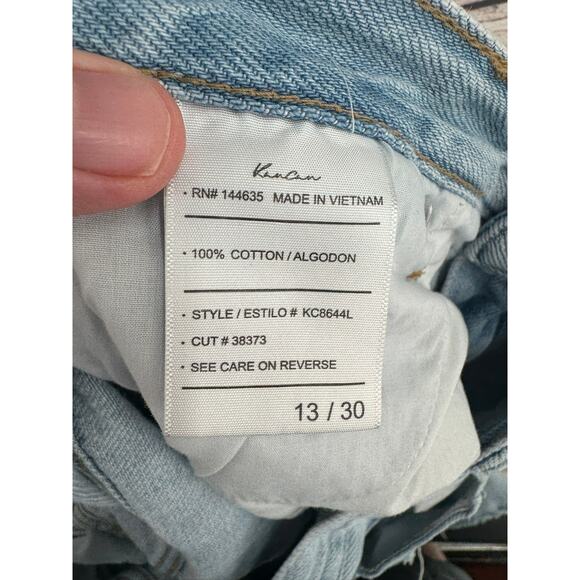 Kancan
· RN# 144635 MADE IN VIETNAM
· 100% COTTON / ALGODON
· STYLE / ESTILO # KC8644L
· CUT # 38373
· SEE CARE ON REVERSE
13 / 30